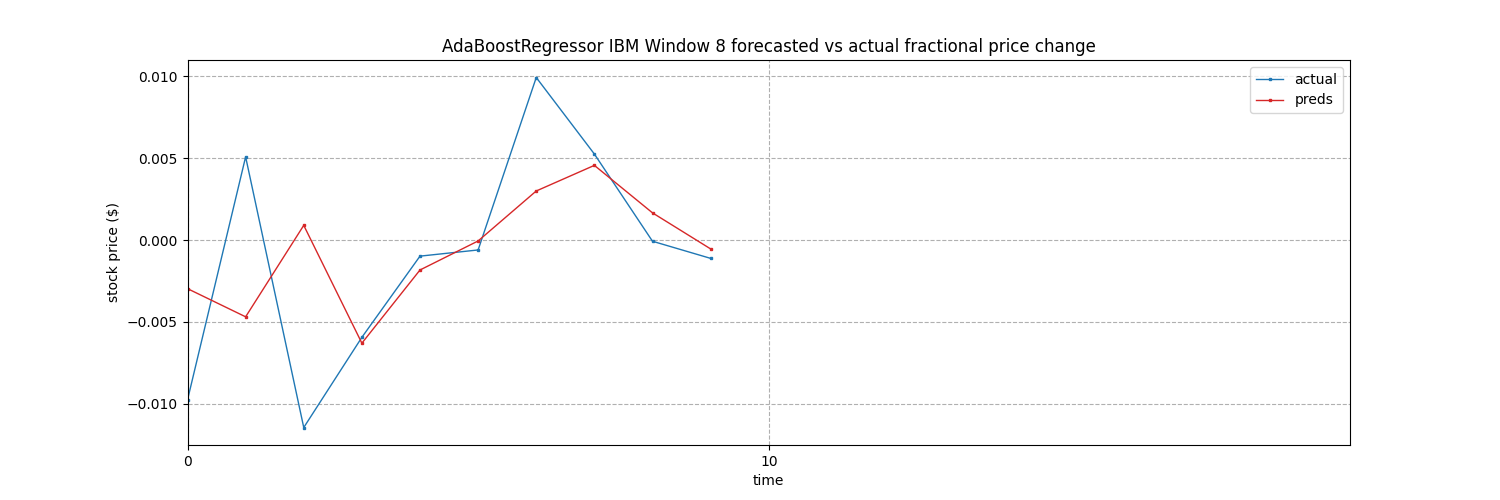 AdaBoostRegressor IBM Window 8 forecasted vs actual fractional price change
actual
preds
0.010
0.005
0.000
−0.005
−0.010
stock price ($)
0
10
time